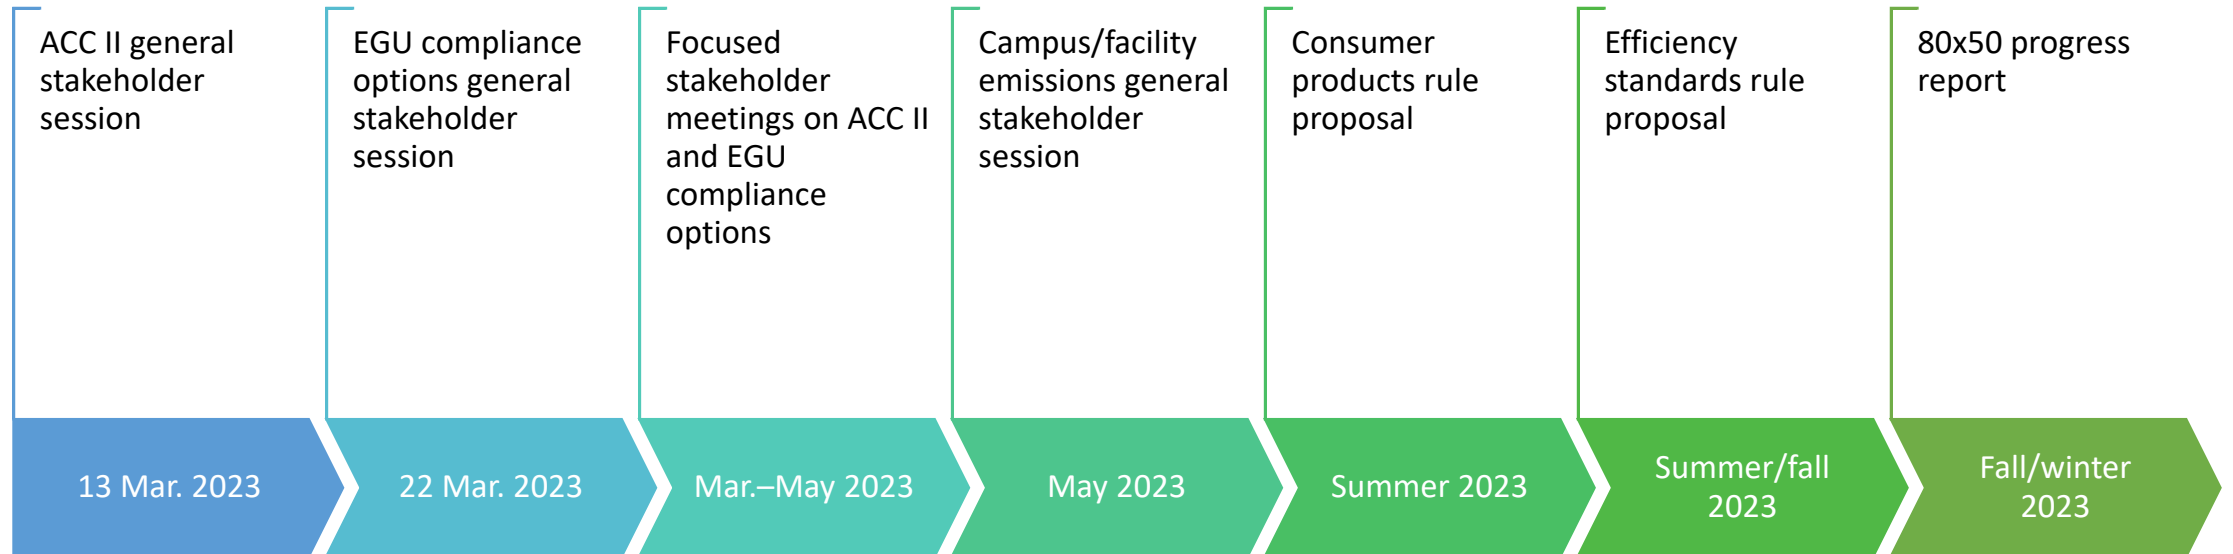 ACC II general
stakeholder
session
EGU compliance
options general
stakeholder
session
Focused
stakeholder
meetings on ACC II
and EGU
compliance
options
Campus/facility
emissions general
stakeholder
session
Consumer
products rule
proposal
Efficiency
standards rule
proposal
80x50 progress
report
13 Mar. 2023
22 Mar. 2023
Mar.–May 2023
May 2023
Summer 2023
Summer/fall
2023
Fall/winter
2023